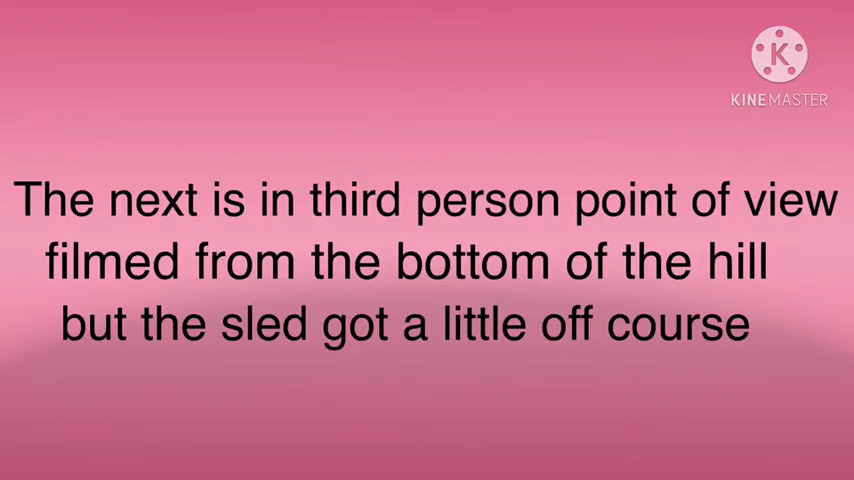 KINEMASTER
The next is in third person point of view
filmed from the bottom of the hill
but the sled got a little off course